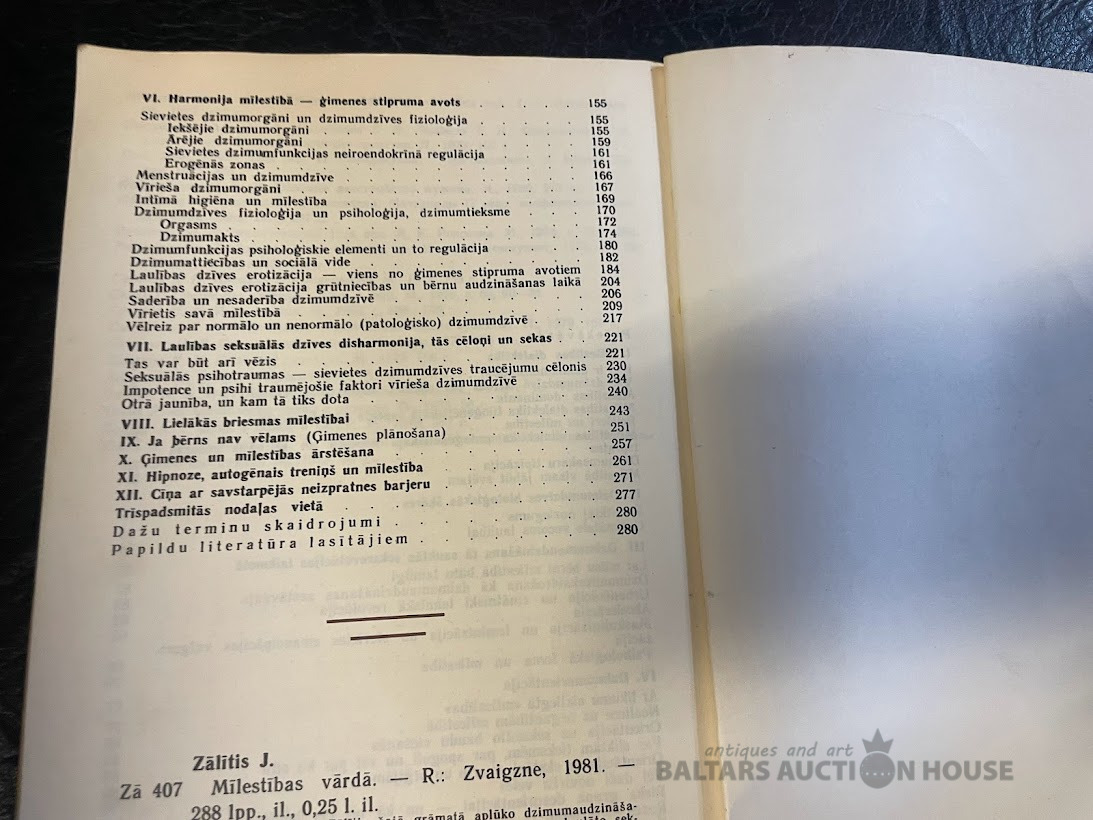 VI. Harmonija mīlestībā — ģimenes stipruma avots . . . . . 155
Sievietes dzimumorgāni un dzimumdzīves fizioloģija . . . . . 155
Iekšējie dzimumorgāni . . . . . . . . . . 155
Ārējie dzimumorgāni . . . . . . . . . . 159
Sievietes dzimumfunkcijas neiroendokrīnā regulācija . . . . 161
Erogēnās zonas . . . . . . . . . . . 161
Menstruācijas un dzimumdzīve . . . . . . . . . 166
Vīrieša dzimumorgāni . . . . . . . . . . . 167
Intīmā higiēna un mīlestība . . . . . . . . . 169
Dzimumdzīves fizioloģija un psiholoģija, dzimumtieksme . . . 170
Orgasms . . . . . . . . . . . . . 172
Dzimumakts . . . . . . . . . . . . 174
Dzimumfunkcijas psiholoģiskie elementi un to regulācija . . . . 180
Dzimumattiecības un sociālā vide . . . . . . . . 182
Laulības dzīves erotizācija — viens no ģimenes stipruma avotiem 184
Laulības dzīves erotizācija grūtniecības un bērnu audzināšanas laikā 204
Saderība un nesaderība dzimumdzīvē . . . . . . . 206
Vīrietis savā mīlestībā . . . . . . . . . . 209
Vēlreiz par normālo un nenormālo (patoloģisko) dzimumdzīvē . . 217
VII. Laulības seksuālās dzīves disharmonija, tās cēloņi un sekas . . 221
Tas var būt arī vēzis . . . . . . . . . . 221
Seksuālās psihotraumas — sievietes dzimumdzīves traucējumu cēlonis 230
Impotence un psihi traumējošie faktori vīrieša dzimumdzīvē . . . 234
Otrā jaunība, un kam tā tiks dota . . . . . . . . 240
VIII. Lielākās briesmas mīlestībai . . . . . . . . 243
IX. Ja bērns nav vēlams (Ģimenes plānošana) . . . . . 251
X. Ģimenes un mīlestības ārstēšana . . . . . . . 257
XI. Hipnoze, autogēnais treniņš un mīlestība . . . . . . 261
XII. Cīņa ar savstarpējās neizpratnes barjeru . . . . . . 271
Trīspadsmitās nodaļas vietā . . . . . . . . . 277
Dažu terminu skaidrojumi . . . . . . . . 280
Papildu literatūra lasītājiem . . . . . . . 280
Zālītis J.
Zā 407 Mīlestības vārdā. — R.: Zvaigzne, 1981. —
288 lpp., il., 0,25 l. il.
grāmatā aplūko dzimumaudzināša-
antiques and art
BALTARS AUCTION HOUSE